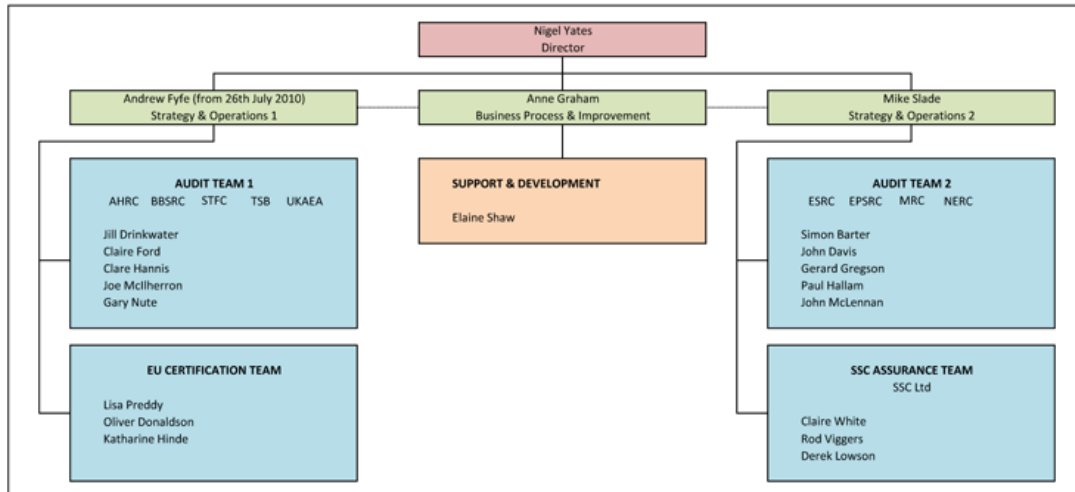 Nigel Yates
Director
Andrew Fyfe (from 26th July 2010)
Strategy & Operations 1
Anne Graham
Business Process & Improvement
Mike Slade
Strategy & Operations 2
AUDIT TEAM 1
AHRC BBSRC STFC TSB UKAEA
Jill Drinkwater
Claire Ford
Clare Hannis
Joe McIlherron
Gary Nute
SUPPORT & DEVELOPMENT
Elaine Shaw
AUDIT TEAM 2
ESRC EPSRC MRC NERC
Simon Barter
John Davis
Gerard Gregson
Paul Hallam
John McLennan
EU CERTIFICATION TEAM
Lisa Preddy
Oliver Donaldson
Katharine Hinde
SSC ASSURANCE TEAM
SSC Ltd
Claire White
Rod Viggers
Derek Lowson